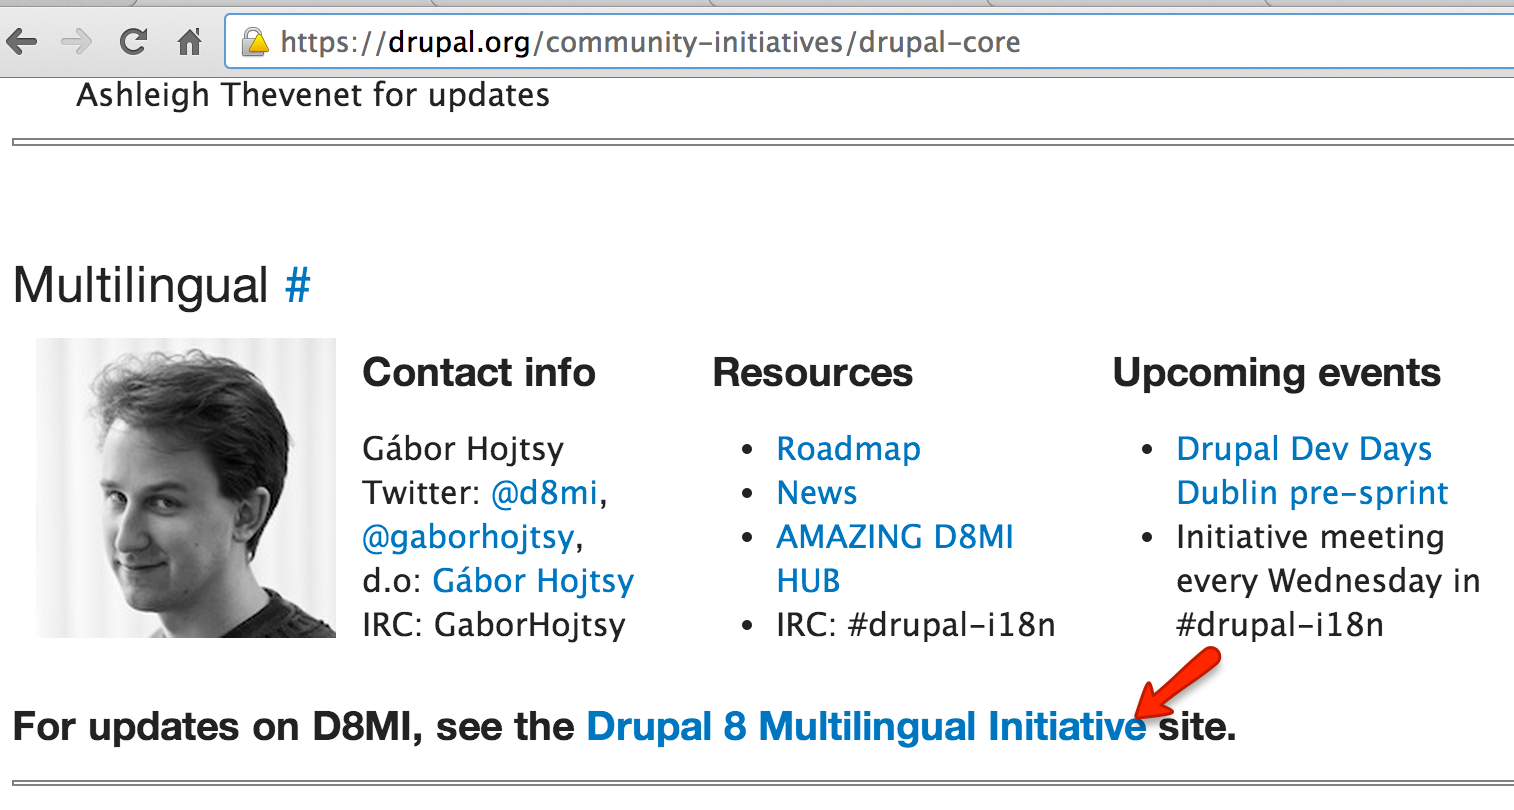 https://drupal.org/community-initiatives/drupal-core
Ashleigh Thevenet for updates
Multilingual #
Contact info
Gábor Hojtsy
Twitter: @d8mi,
@gaborhojtsy,
d.o: Gábor Hojtsy
IRC: GaborHojtsy
Resources
• Roadmap
• News
• AMAZING D8MI
HUB
• IRC: #drupal-i18n
Upcoming events
• Drupal Dev Days
Dublin pre-sprint
• Initiative meeting
every Wednesday in
#drupal-i18n
For updates on D8MI, see the Drupal 8 Multilingual Initiative site.